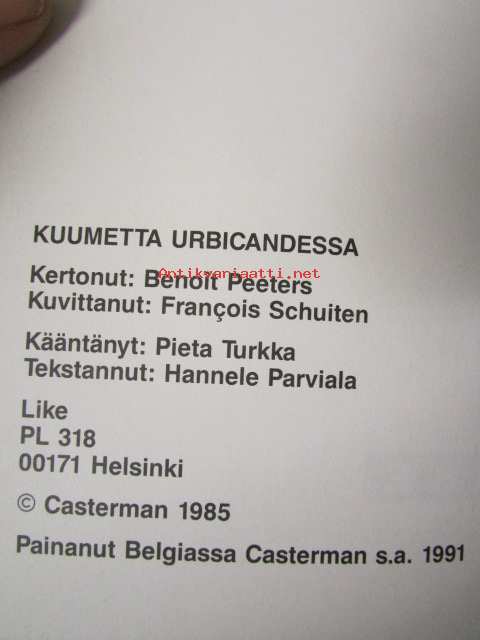 KUUMETTA URBICANDESSA
Antikvariaatti.net
Kertonut: Benoît Peeters
Kuvittanut: François Schuiten
Kääntänyt: Pieta Turkka
Tekstannut: Hannele Parviala
Like
PL 318
00171 Helsinki
© Casterman 1985
Painanut Belgiassa Casterman s.a. 1991